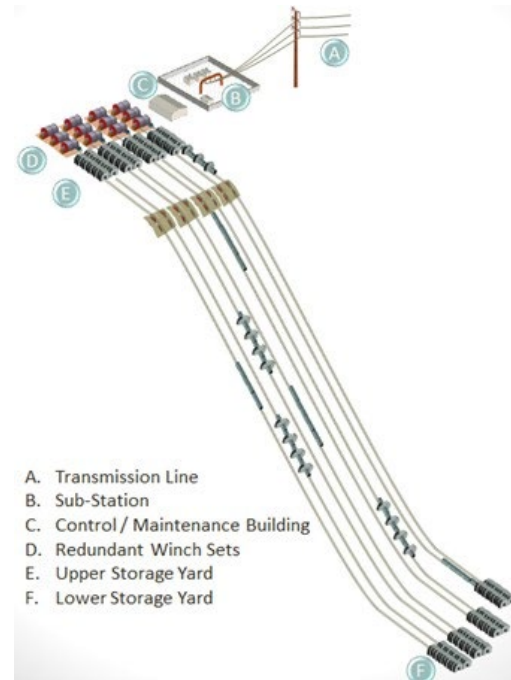 A
C
B
D
E
A. Transmission Line
B. Sub-Station
C. Control / Maintenance Building
D. Redundant Winch Sets
E. Upper Storage Yard
F. Lower Storage Yard
F